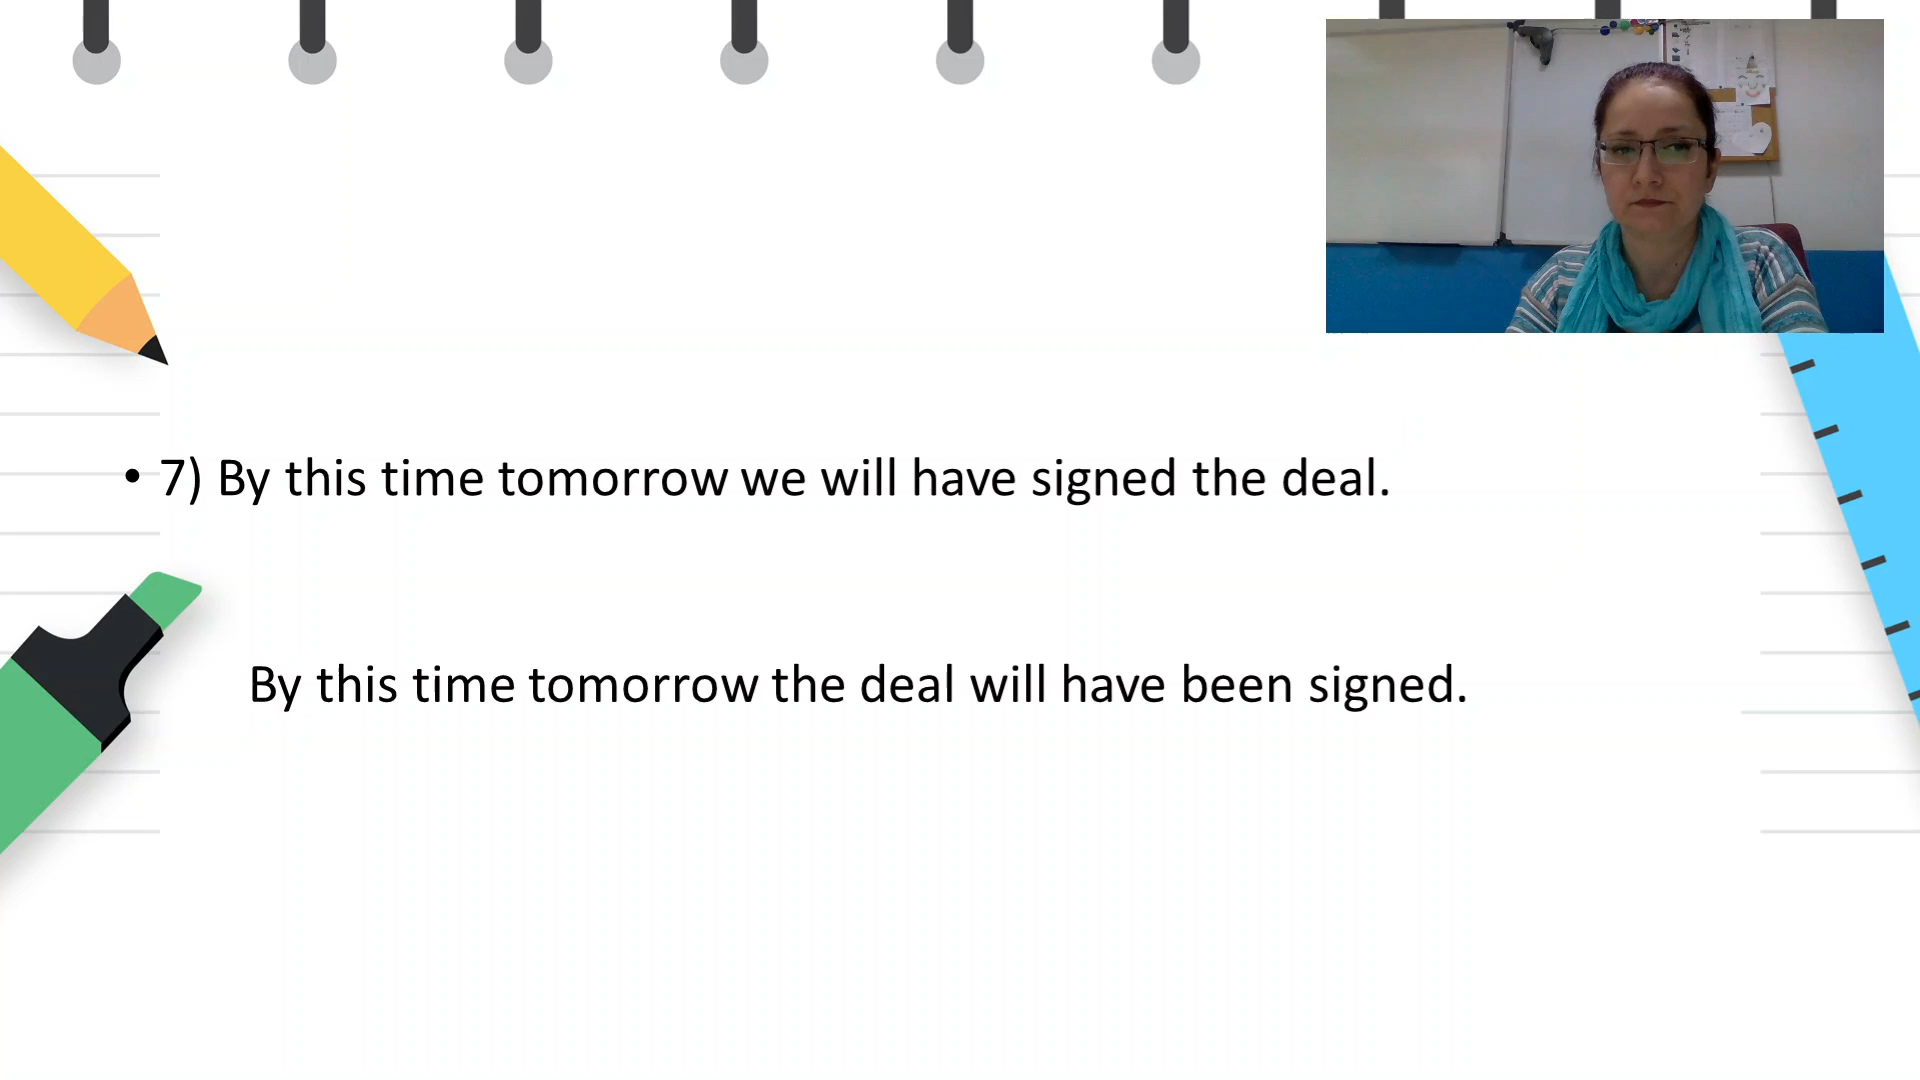 • 7) By this time tomorrow we will have signed the deal.
By this time tomorrow the deal will have been signed.